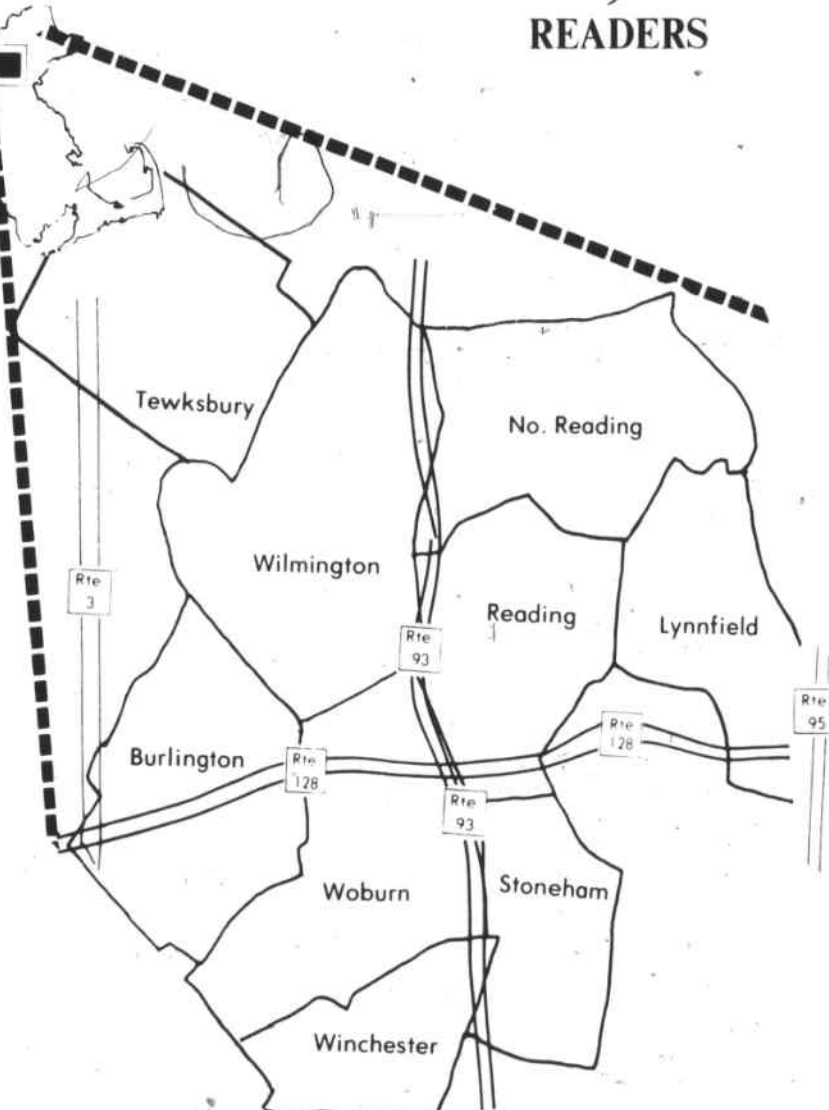 READERS
Tewksbury
No. Reading
Wilmington
Rte
3
Reading
Lynnfield
Rte
93
Rte
95
Rte
128
Burlington
Rte
128
Rte
93
Woburn
Stoneham
Winchester